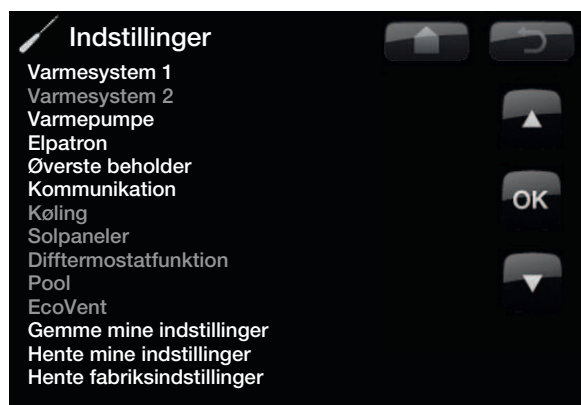 Indstillinger
Varmesystem 1
Varmesystem 2
Varmepumpe
Elpatron
Øverste beholder
Kommunikation
Køling
Solpaneler
Difftermostatfunktion
Pool
EcoVent
Gemme mine indstillinger
Hente mine indstillinger
Hente fabriksindstillinger
OK